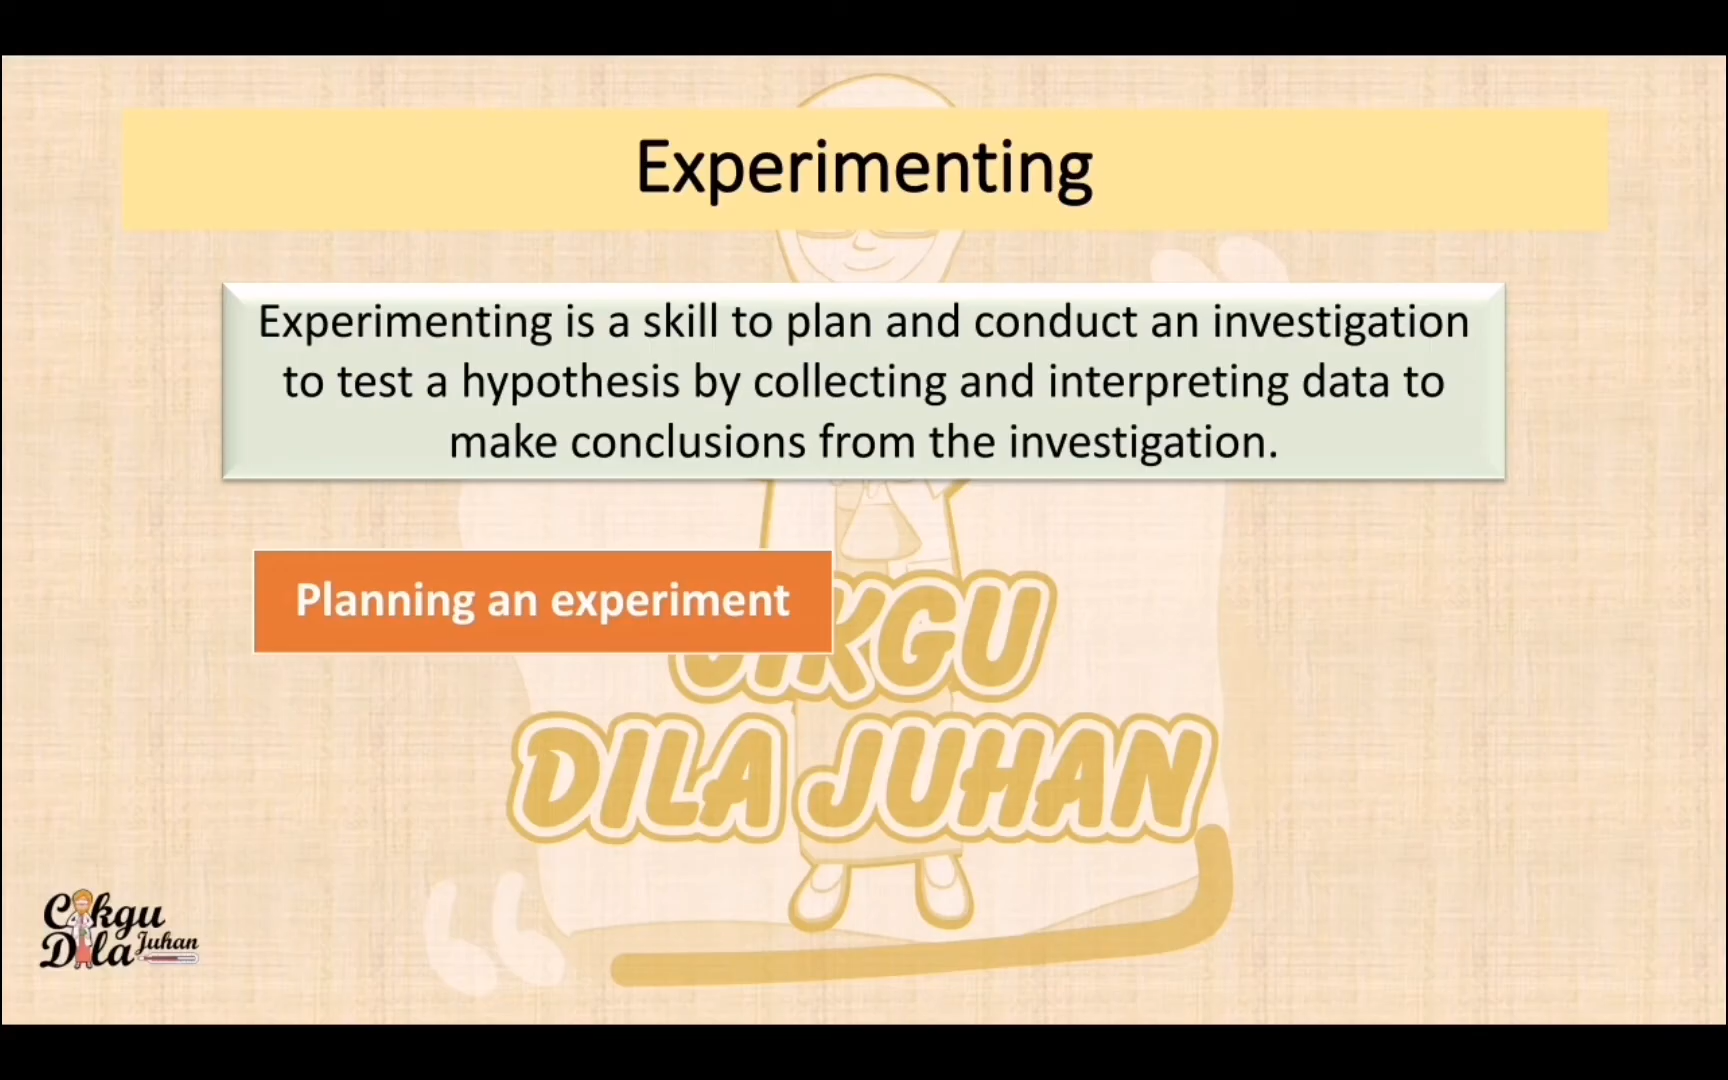 Experimenting
Experimenting is a skill to plan and conduct an investigation
to test a hypothesis by collecting and interpreting data to
make conclusions from the investigation.
Planning an experiment
CIKGU
DILA JUHAN
Cikgu
Dila Juhan